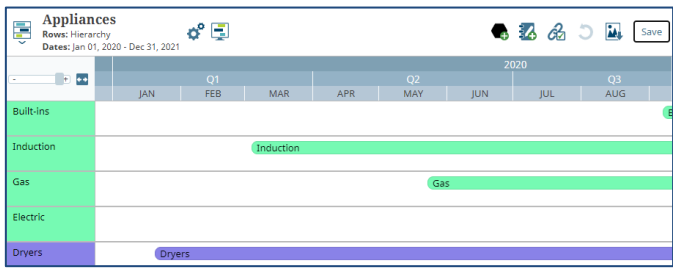 Appliances
Rows: Hierarchy
Dates: Jan 01, 2020 - Dec 31, 2021
Save
2020
- + Q1 Q2 Q3
JAN FEB MAR APR MAY JUN JUL AUG
Built-ins
Induction Induction
Gas Gas
Electric
Dryers Dryers